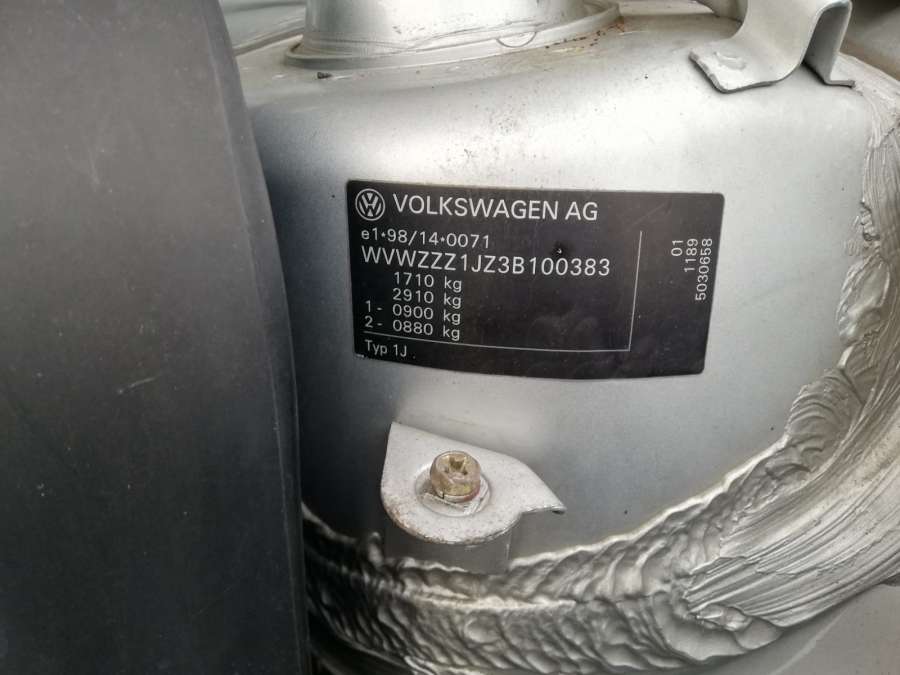 VOLKSWAGEN AG
e1*98/14*0071
WVWZZZ1JZ3B100383
1710 kg
2910 kg
1- 0900 kg
2- 0880 kg
Typ 1J
01
1189
5030658